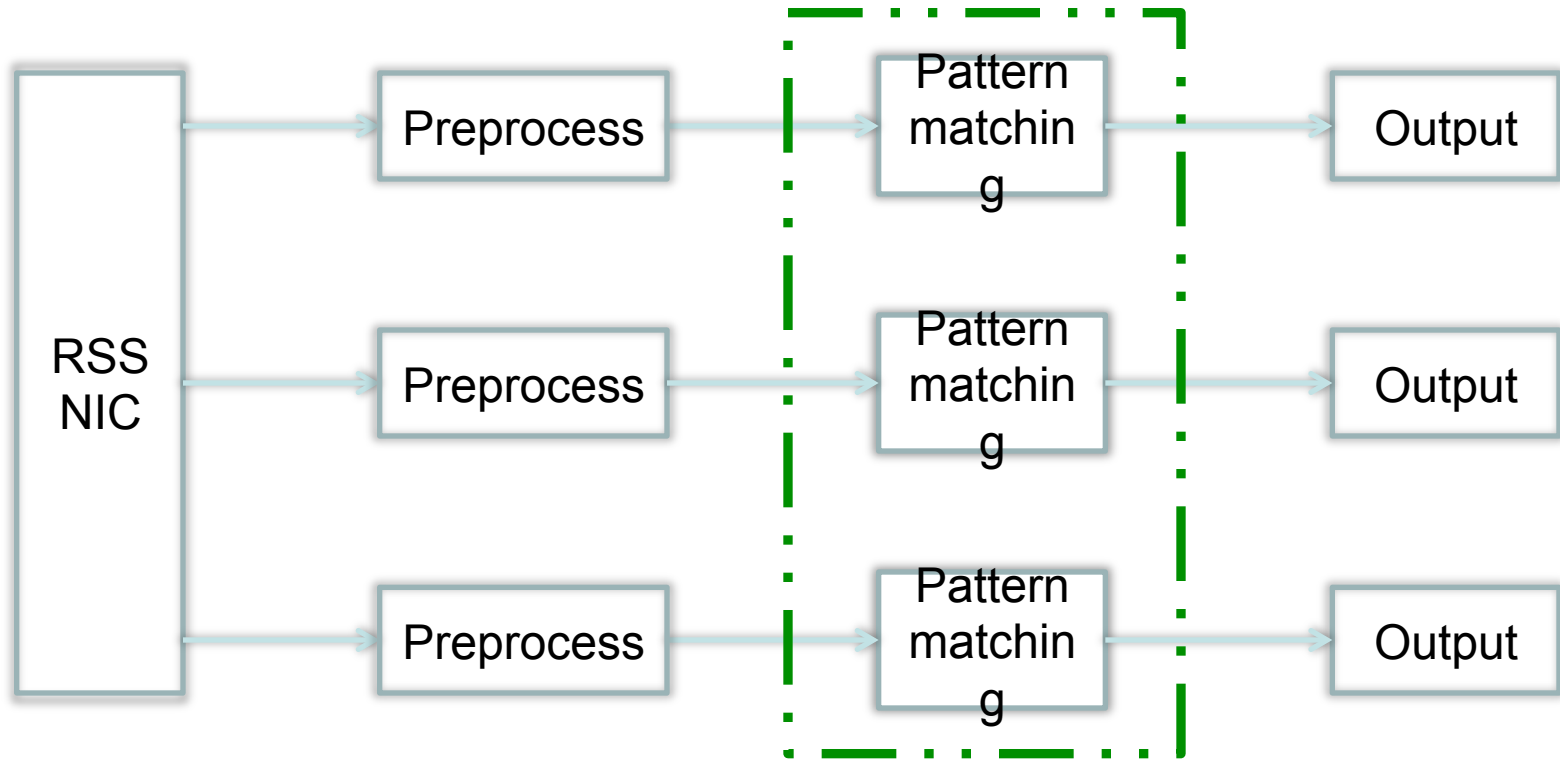 RSS
NIC
Preprocess
Pattern
matchin
g
Output
Preprocess
Pattern
matchin
g
Output
Preprocess
Pattern
matchin
g
Output